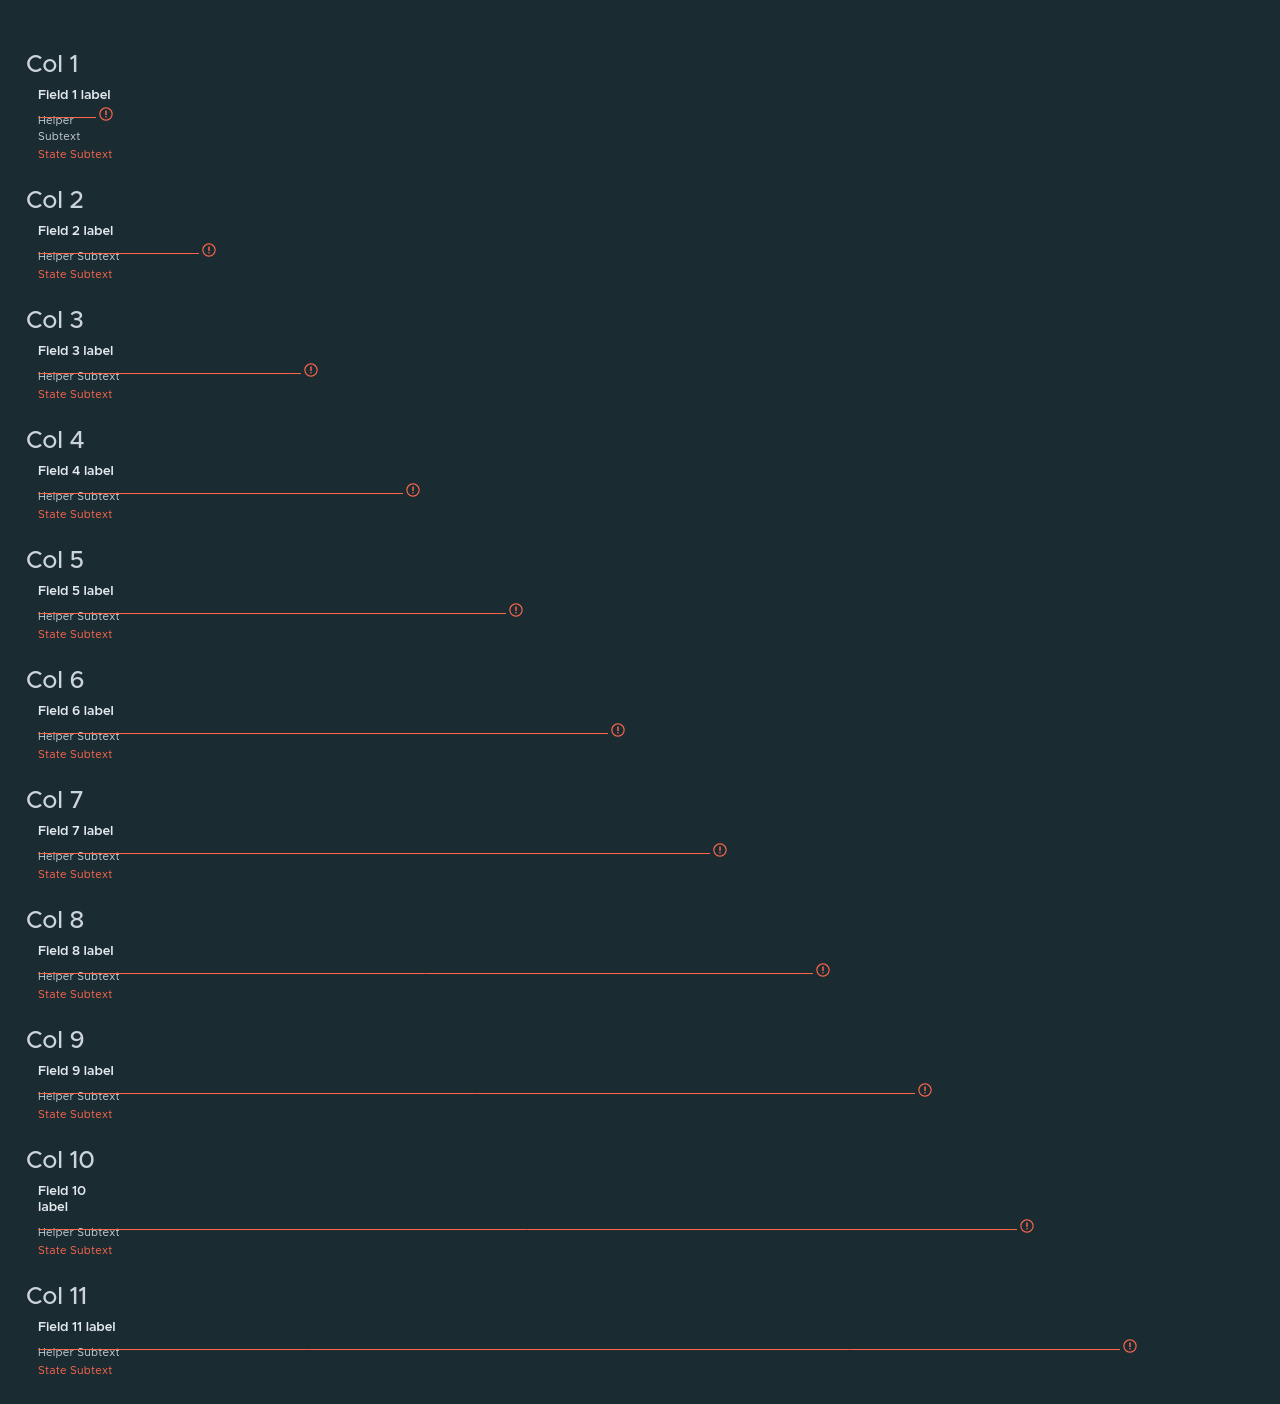 Col 1
Field 1 label
Helper
Subtext
State Subtext
Col 2
Field 2 label
Helper Subtext
State Subtext
Col 3
Field 3 label
Helper Subtext
State Subtext
Col 4
Field 4 label
Helper Subtext
State Subtext
Col 5
Field 5 label
Helper Subtext
State Subtext
Col 6
Field 6 label
Helper Subtext
State Subtext
Col 7
Field 7 label
Helper Subtext
State Subtext
Col 8
Field 8 label
Helper Subtext
State Subtext
Col 9
Field 9 label
Helper Subtext
State Subtext
Col 10
Field 10
label
Helper Subtext
State Subtext
Col 11
Field 11 label
Helper Subtext
State Subtext